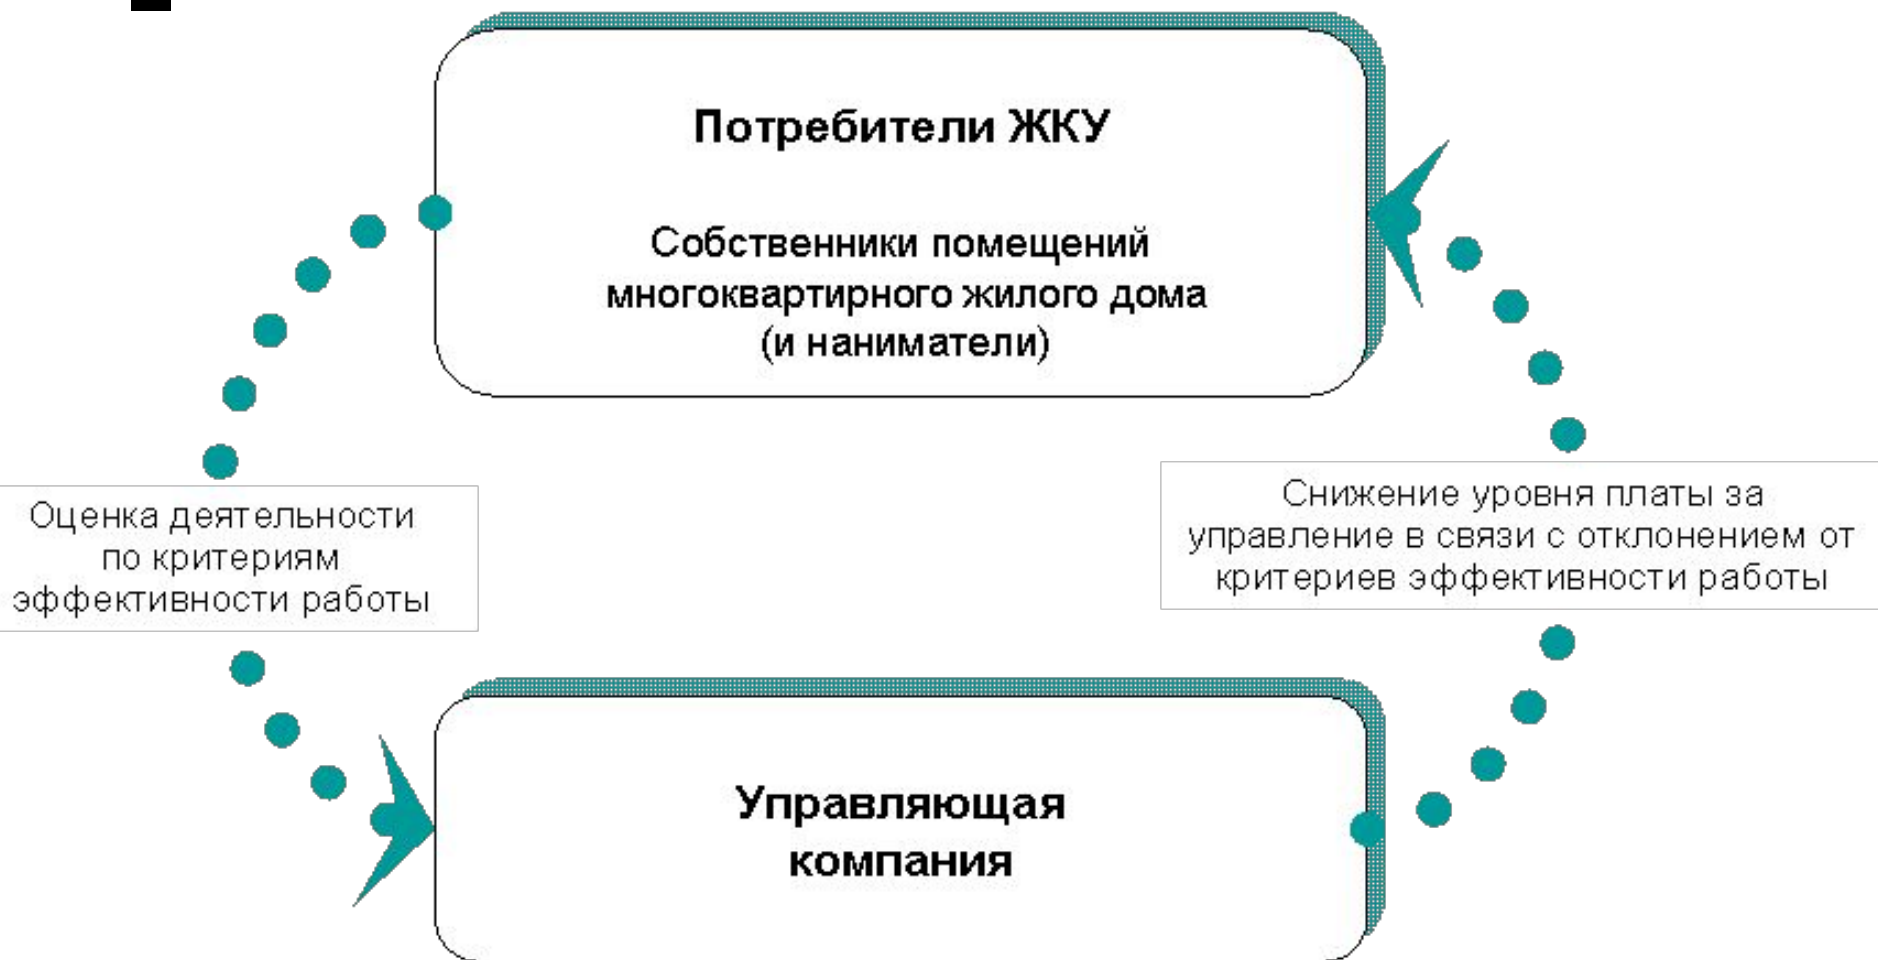 Потребители ЖКУ
Собственники помещений
многоквартирного жилого дома
(и наниматели)
Оценка деятельности
по критериям
эффективности работы
Снижение уровня платы за
управление в связи с отклонением от
критериев эффективности работы
Управляющая
компания